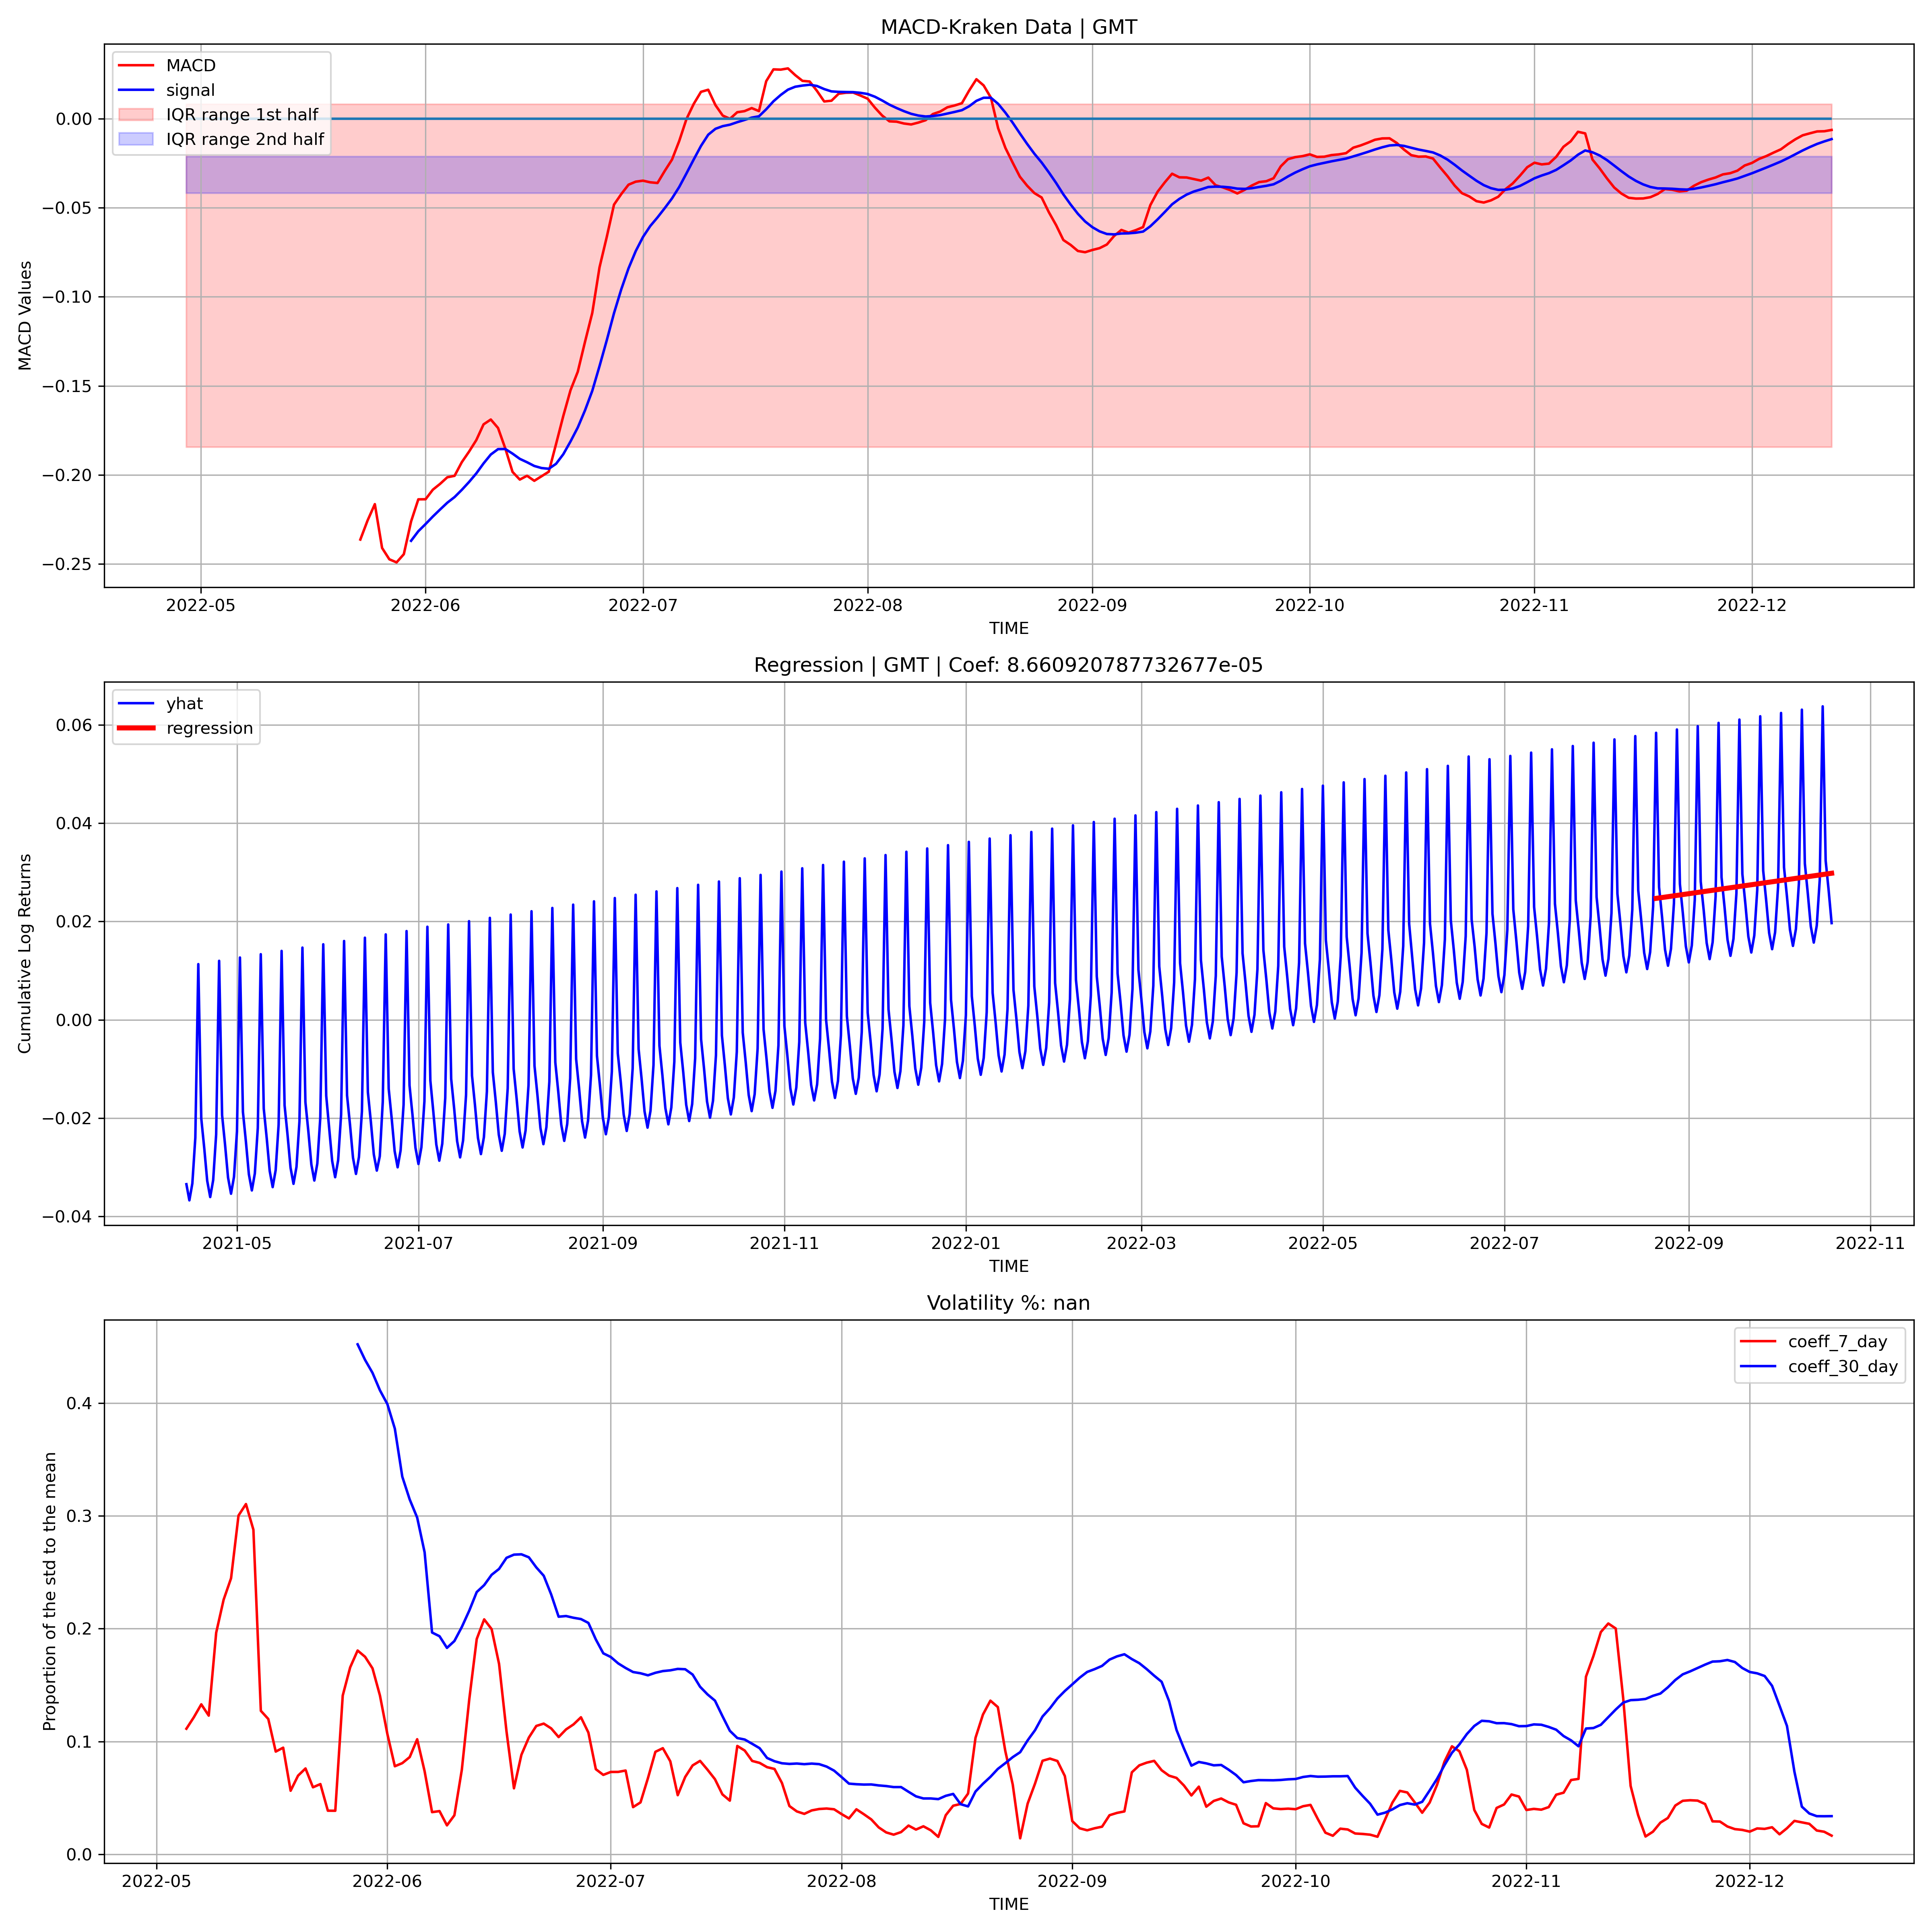 MACD-Kraken Data | GMT
MACD
signal
IQR range 1st half
IQR range 2nd half
MACD Values
0.00
−0.05
−0.10
−0.15
−0.20
−0.25
2022-05 2022-06 2022-07 2022-08 2022-09 2022-10 2022-11 2022-12
TIME
Regression | GMT | Coef: 8.660920787732677e-05
yhat
regression
Cumulative Log Returns
0.06
0.04
0.02
0.00
−0.02
−0.04
2021-05 2021-07 2021-09 2021-11 2022-01 2022-03 2022-05 2022-07 2022-09 2022-11
TIME
Volatility %: nan
coeff_7_day
coeff_30_day
Proportion of the std to the mean
0.4
0.3
0.2
0.1
0.0
2022-05 2022-06 2022-07 2022-08 2022-09 2022-10 2022-11 2022-12
TIME